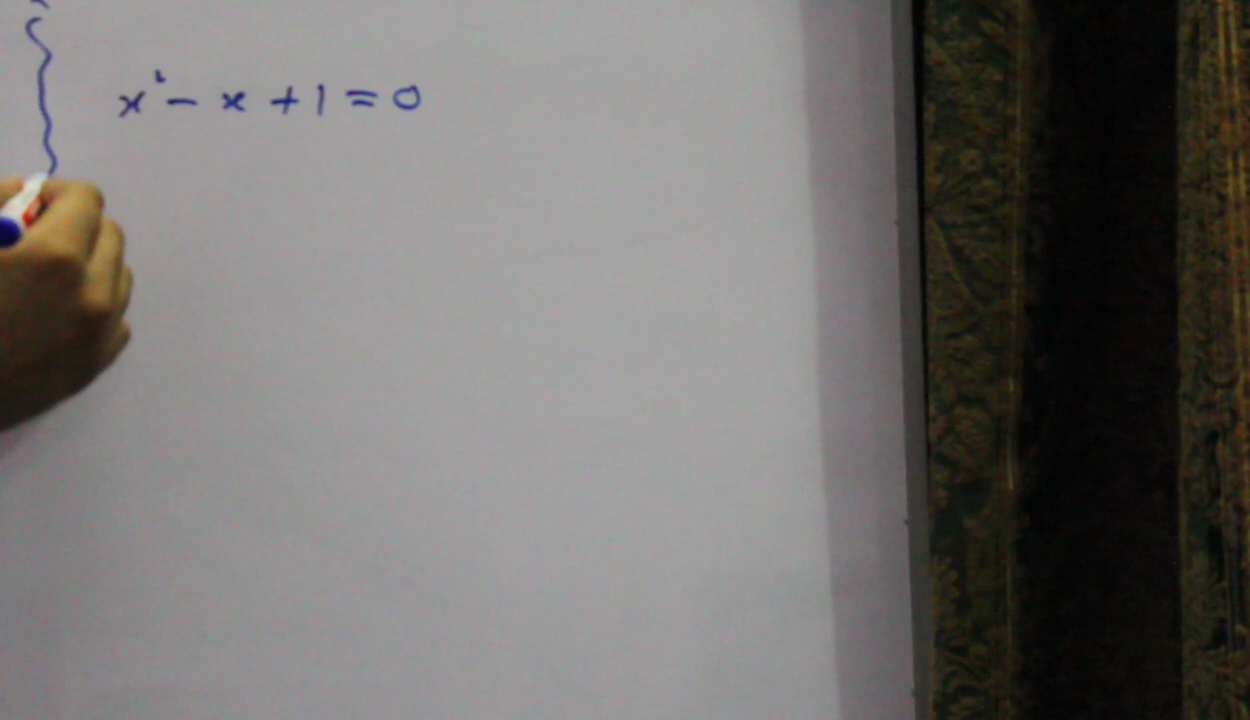 x² - x + 1 = 0